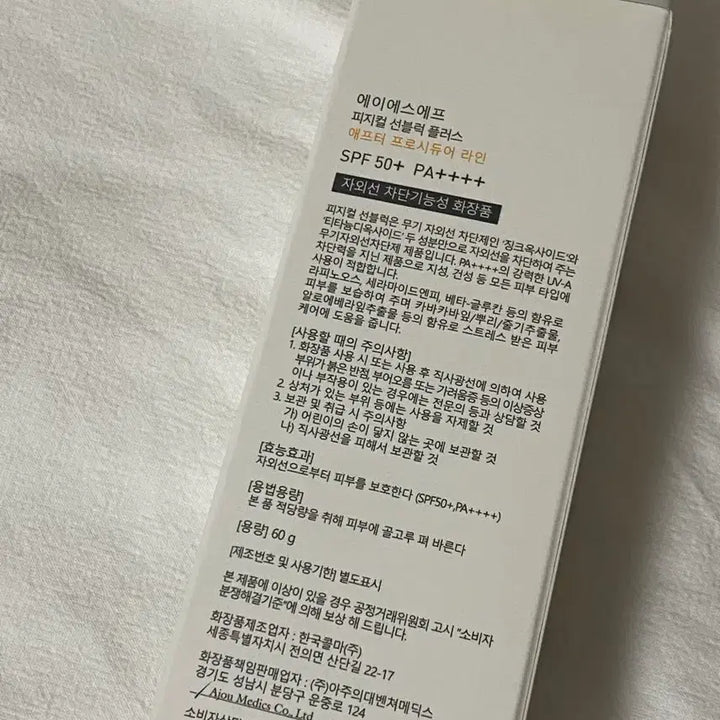 에이에스에프
피지컬 선블럭 플러스
애프터 프로시듀어 라인
SPF 50+ PA++++
자외선 차단기능성 화장품
피지컬 선블럭은 무기 자외선 차단제인 '징크옥사이드'와
'티타늄디옥사이드' 두 성분만으로 자외선을 차단하여 주는
무기자외선차단제 제품입니다. PA++++의 강력한 UV-A
차단력을 지닌 제품으로 지성, 건성 등 모든 피부 타입에
사용이 적합합니다.
라피노오스, 세라마이드엔피, 베타-글루칸 등의 함유로
피부를 보습하여 주며 카바카바잎/뿌리/줄기추출물,
알로에베라잎추출물 등의 함유로 스트레스 받은 피부
케어에 도움을 줍니다.
[사용할 때의 주의사항]
1. 화장품 사용 시 또는 사용 후 직사광선에 의하여 사용
부위가 붉은 반점, 부어오름 또는 가려움증 등의 이상증상
이나 부작용이 있는 경우에는 전문의 등과 상담할 것
2. 상처가 있는 부위 등에는 사용을 자제할 것
3. 보관 및 취급 시 주의사항
가) 어린이의 손이 닿지 않는 곳에 보관할 것
나) 직사광선을 피해서 보관할 것
[효능효과]
자외선으로부터 피부를 보호한다 (SPF50+,PA++++)
[용법용량]
본 품 적당량을 취해 피부에 골고루 펴 바른다
[용량] 60 g
[제조번호 및 사용기한] 별도표시
본 제품에 이상이 있을 경우 공정거래위원회 고시 "소비자
분쟁해결기준"에 의해 보상 해 드립니다.
화장품제조업자 : 한국콜마(주)
세종특별자치시 전의면 산단길 22-17
화장품책임판매업자 : (주)아주의대벤쳐메딕스
경기도 성남시 분당구 운중로 124
Ajou Medics Co., Ltd